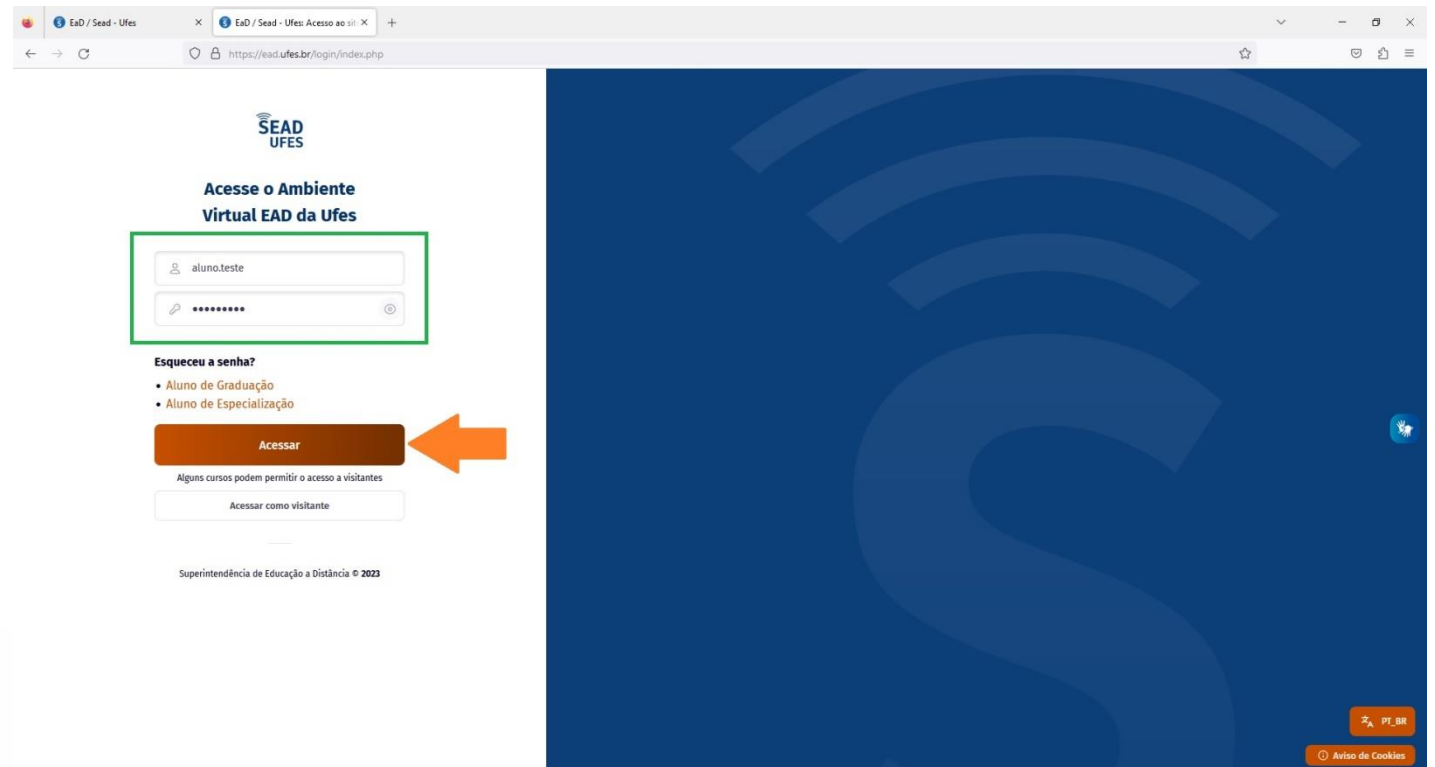 EaD / Sead - Ufes
EaD / Sead - Ufes: Acesso ao sit
https://ead.ufes.br/login/index.php
SEAD
UFES
Acesse o Ambiente
Virtual EAD da Ufes
aluno.teste
Esqueceu a senha?
• Aluno de Graduação
• Aluno de Especialização
Acessar
Alguns cursos podem permitir o acesso a visitantes
Acessar como visitante
Superintendência de Educação a Distância © 2023
PT_BR
Aviso de Cookies